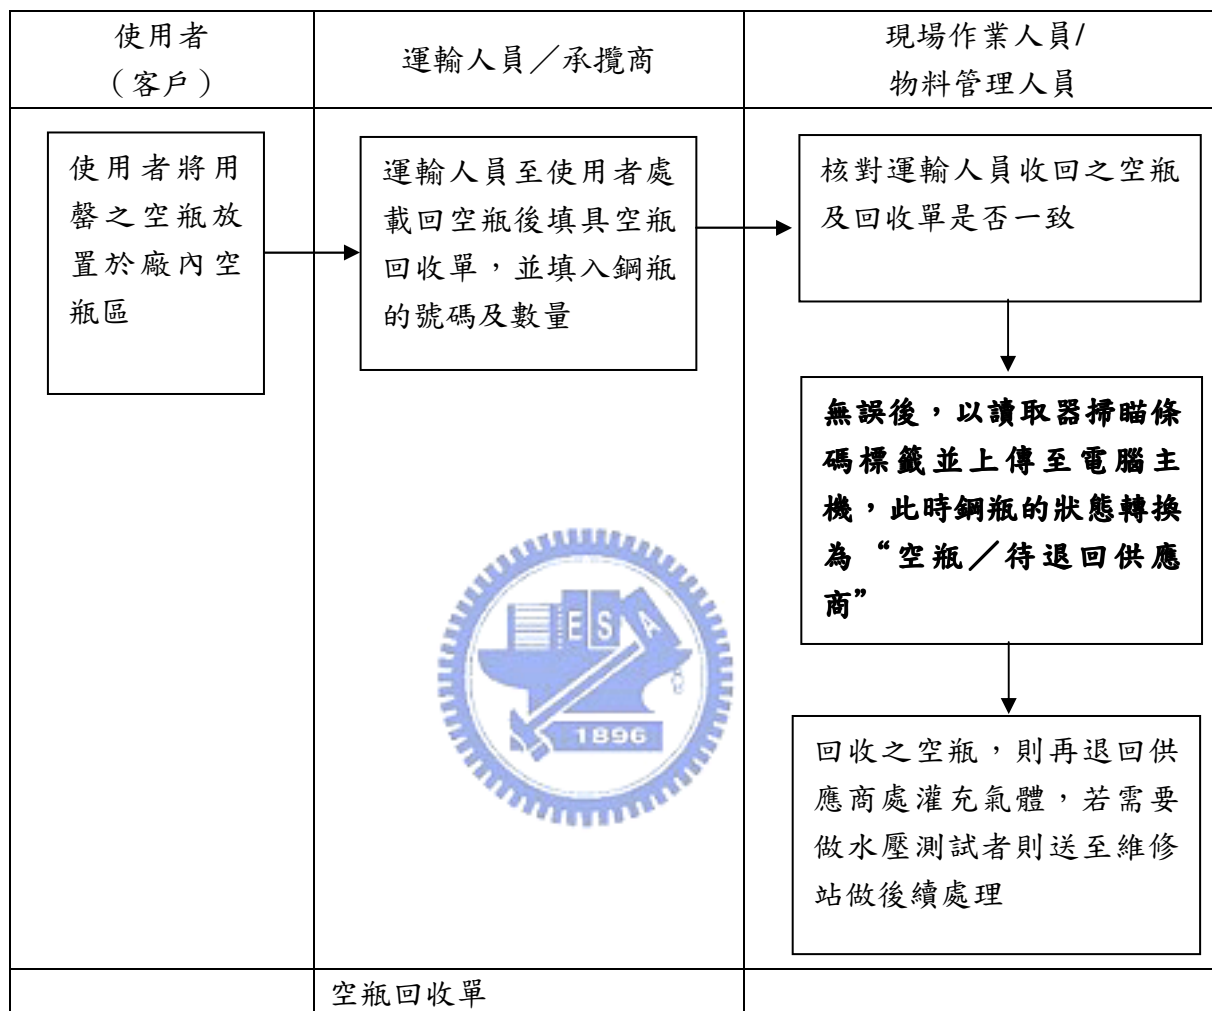 使用者
（客戶）
運輸人員／承攬商
現場作業人員/
物料管理人員
使用者將用
罄之空瓶放
置於廠內空
瓶區
運輸人員至使用者處
載回空瓶後填具空瓶
回收單，並填入鋼瓶
的號碼及數量
核對運輸人員收回之空瓶
及回收單是否一致
無誤後，以讀取器掃瞄條
碼標籤並上傳至電腦主
機，此時鋼瓶的狀態轉換
為“空瓶／待退回供應
商”
回收之空瓶，則再退回供
應商處灌充氣體，若需要
做水壓測試者則送至維修
站做後續處理
E S A
1896
空瓶回收單